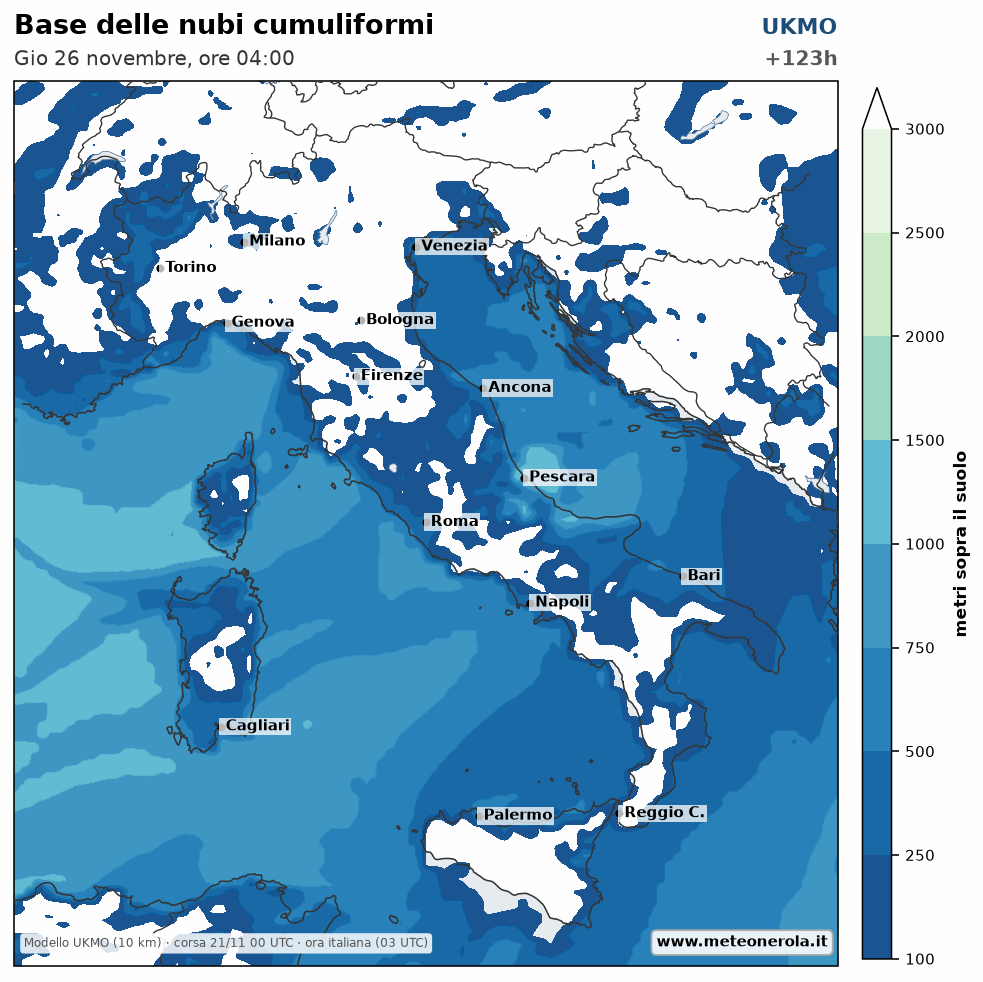 Base delle nubi cumuliformi
UKMO
Gio 26 novembre, ore 04:00
+123h
3000
2500
2000
1500
1000
750
500
250
100
metri sopra il suolo
Milano
Venezia
Torino
Genova
Bologna
Firenze
Ancona
Pescara
Roma
Bari
Napoli
Cagliari
Palermo
Reggio C.
Modello UKMO (10 km) · corsa 21/11 00 UTC · ora italiana (03 UTC)
www.meteonerola.it